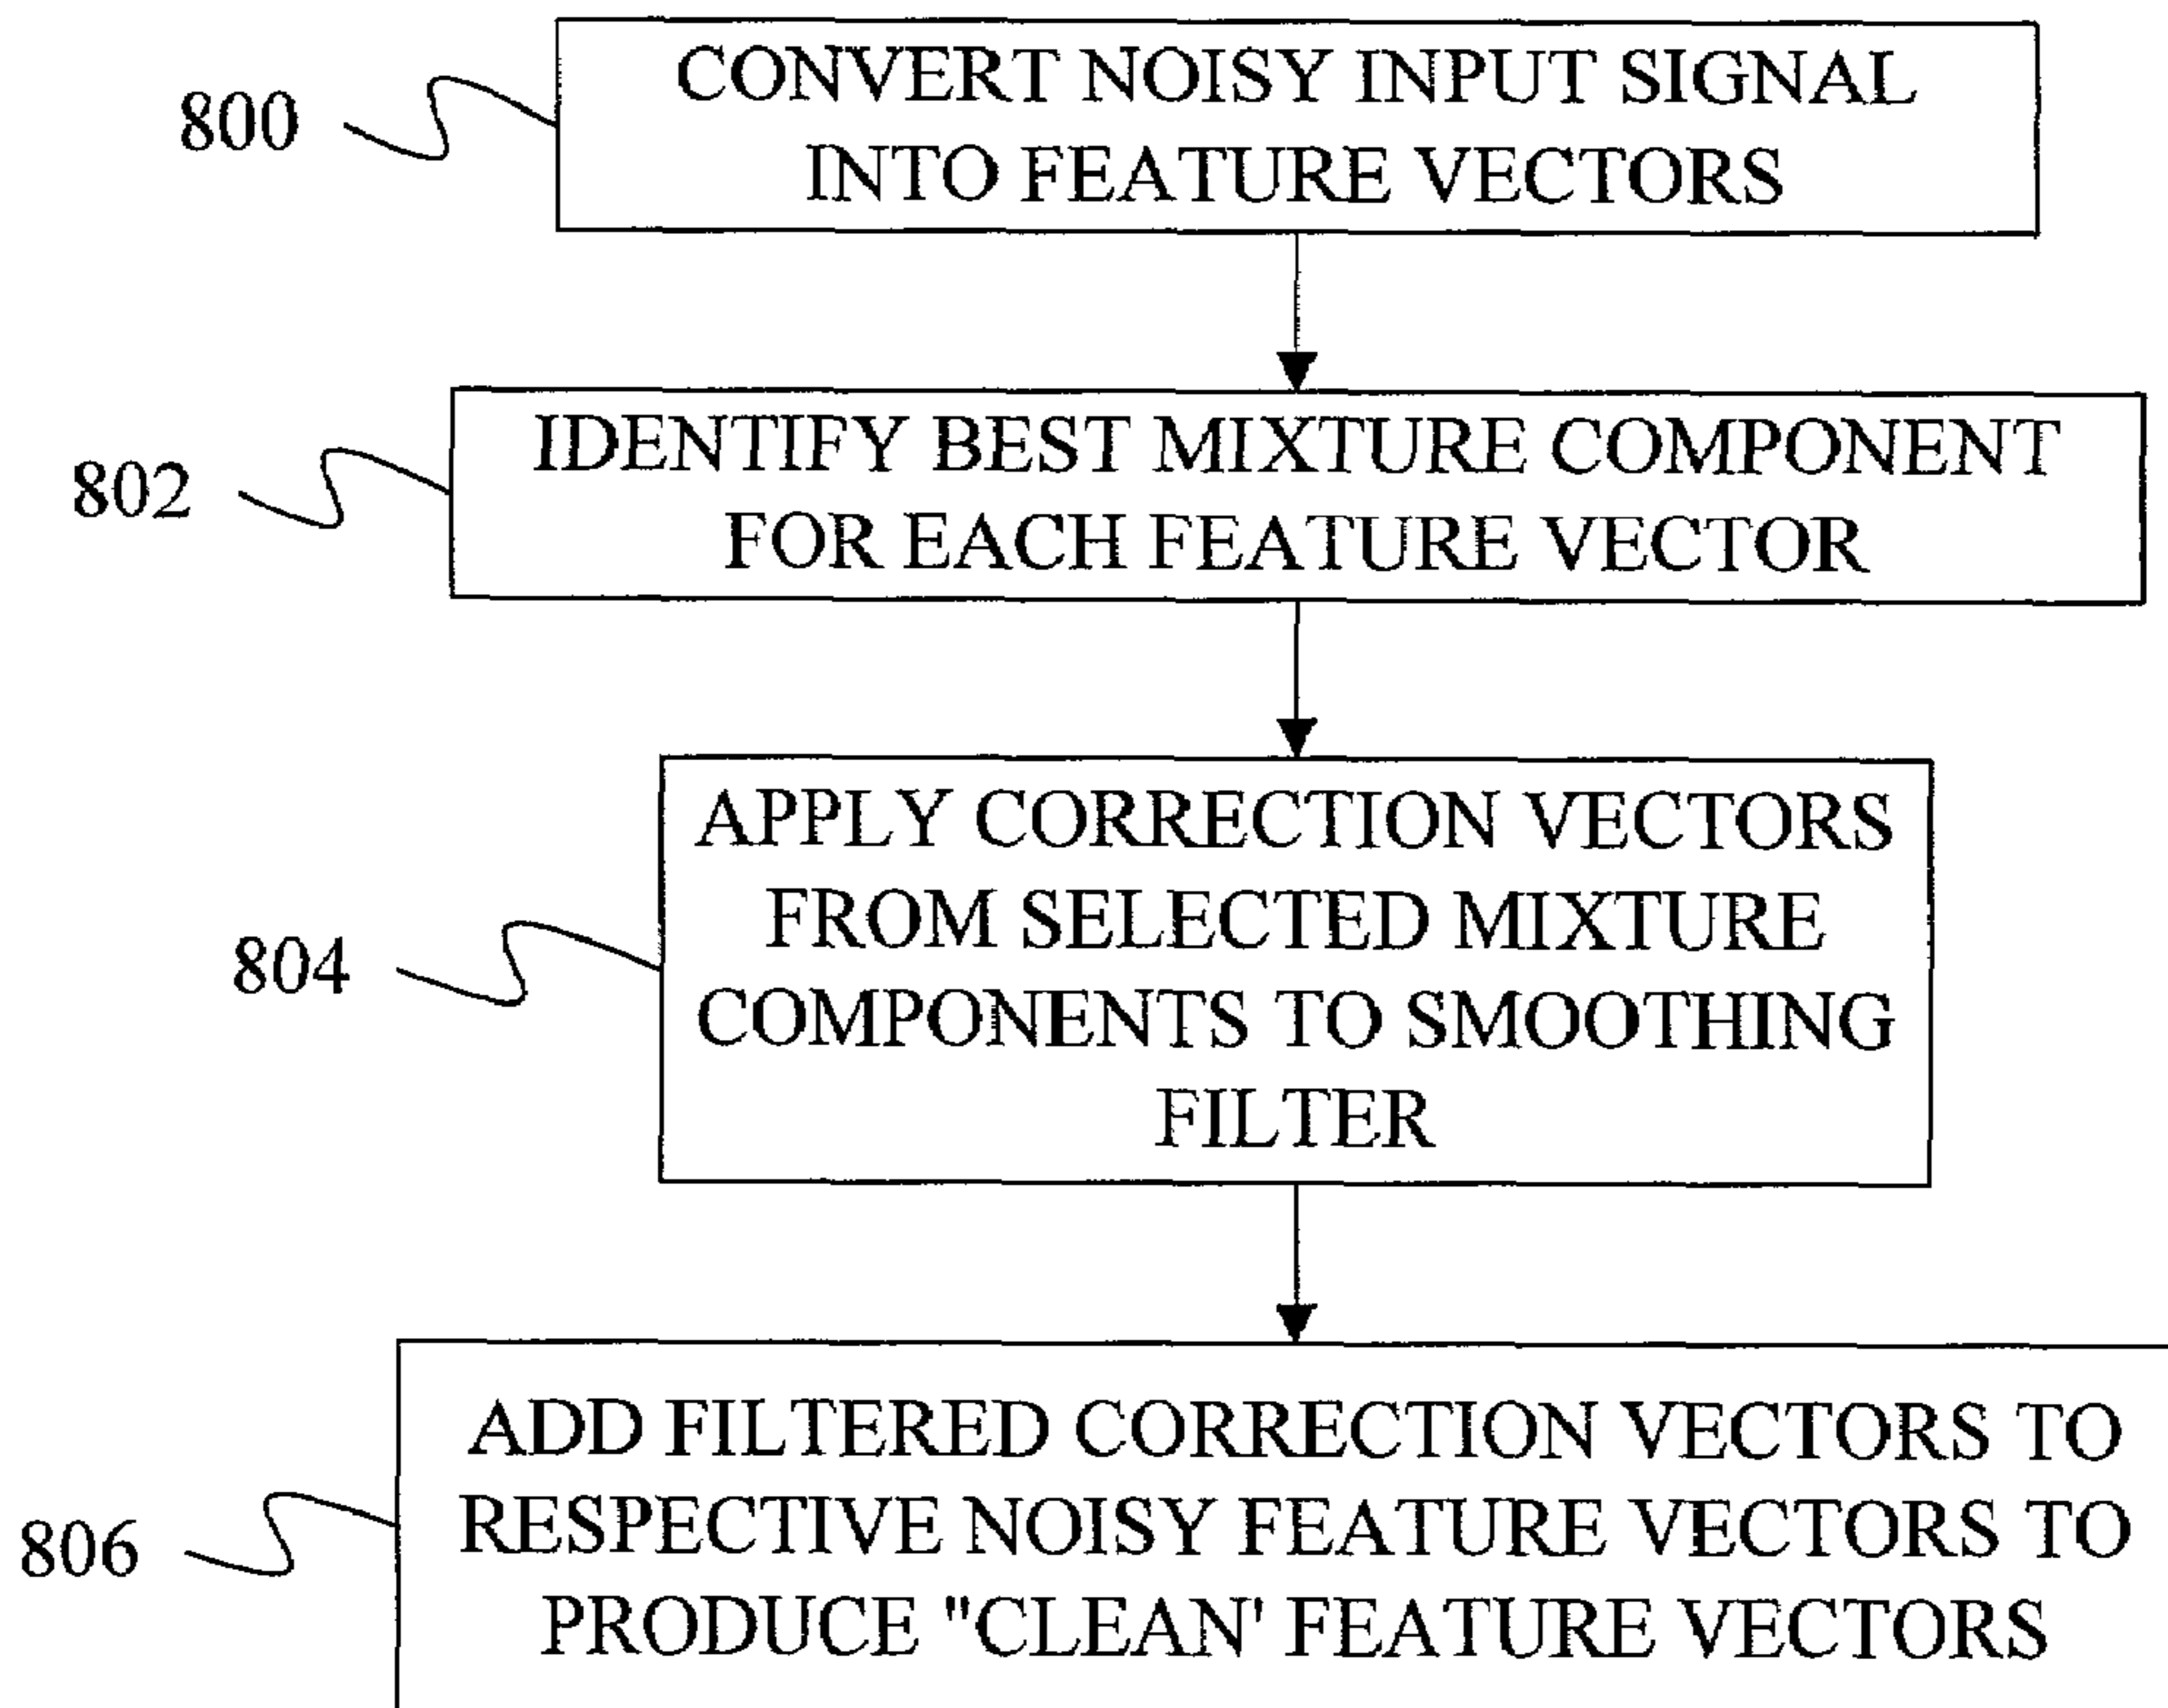 800
CONVERT NOISY INPUT SIGNAL
INTO FEATURE VECTORS
802
IDENTIFY BEST MIXTURE COMPONENT
FOR EACH FEATURE VECTOR
804
APPLY CORRECTION VECTORS
FROM SELECTED MIXTURE
COMPONENTS TO SMOOTHING
FILTER
806
ADD FILTERED CORRECTION VECTORS TO
RESPECTIVE NOISY FEATURE VECTORS TO
PRODUCE "CLEAN' FEATURE VECTORS